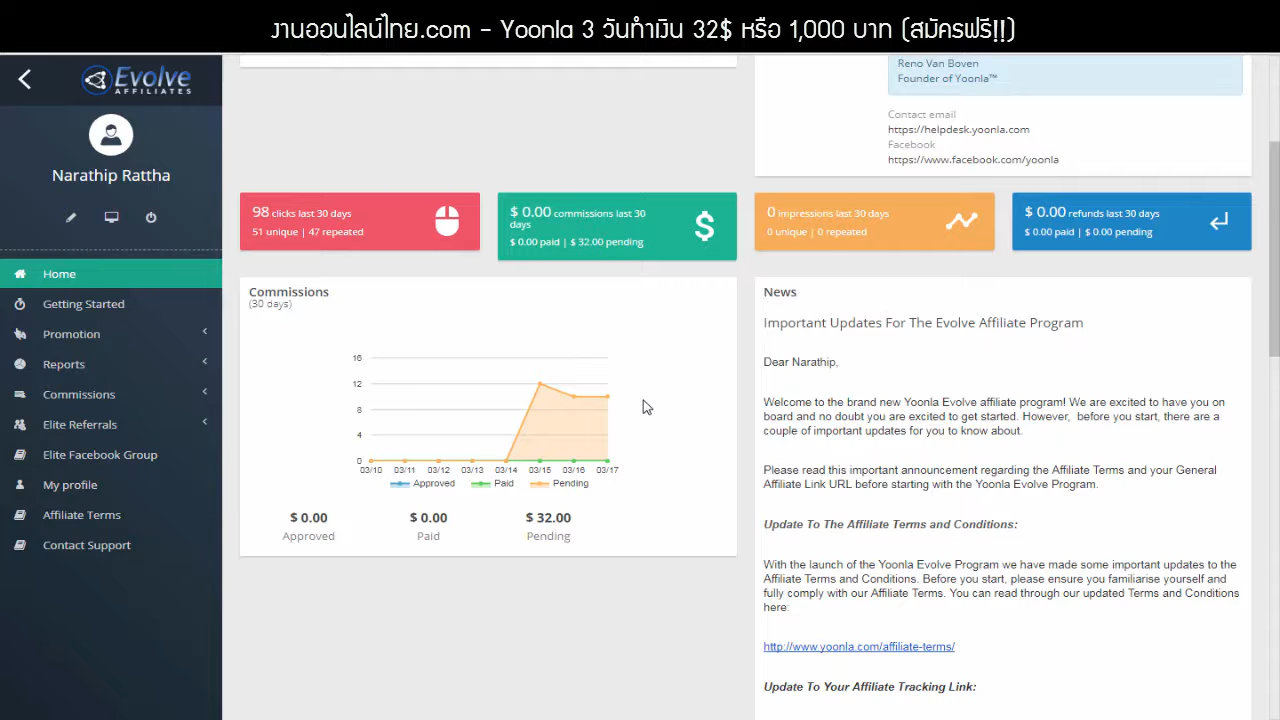 งานออนไลน์ไทย.com - Yoonla 3 วันทำเงิน 32$ หรือ 1,000 บาท (สมัครฟรี!!)
Evolve
AFFILIATES
Narathip Rattha
Home
Getting Started
Promotion
Reports
Commissions
Elite Referrals
Elite Facebook Group
My profile
Affiliate Terms
Contact Support
Reno Van Boven
Founder of Yoonla™
Contact email
https://helpdesk.yoonla.com
Facebook
https://www.facebook.com/yoonla
98 clicks last 30 days
51 unique | 47 repeated
$ 0.00 commissions last 30
days
$ 0.00 paid | $ 32.00 pending
0 impressions last 30 days
0 unique | 0 repeated
$ 0.00 refunds last 30 days
$ 0.00 paid | $ 0.00 pending
Commissions
(30 days)
16
12
8
4
0
03/10 03/11 03/12 03/13 03/14 03/15 03/16 03/17
Approved Paid Pending
$ 0.00 $ 0.00 $ 32.00
Approved Paid Pending
News
Important Updates For The Evolve Affiliate Program
Dear Narathip,
Welcome to the brand new Yoonla Evolve affiliate program! We are excited to have you on
board and no doubt you are excited to get started. However, before you start, there are a
couple of important updates for you to know about.
Please read this important announcement regarding the Affiliate Terms and your General
Affiliate Link URL before starting with the Yoonla Evolve Program.
Update To The Affiliate Terms and Conditions:
With the launch of the Yoonla Evolve Program we have made some important updates to the
Affiliate Terms and Conditions. Before you start, please ensure you familiarise yourself and
fully comply with our Affiliate Terms. You can read through our updated Terms and Conditions
here:
http://www.yoonla.com/affiliate-terms/
Update To Your Affiliate Tracking Link: